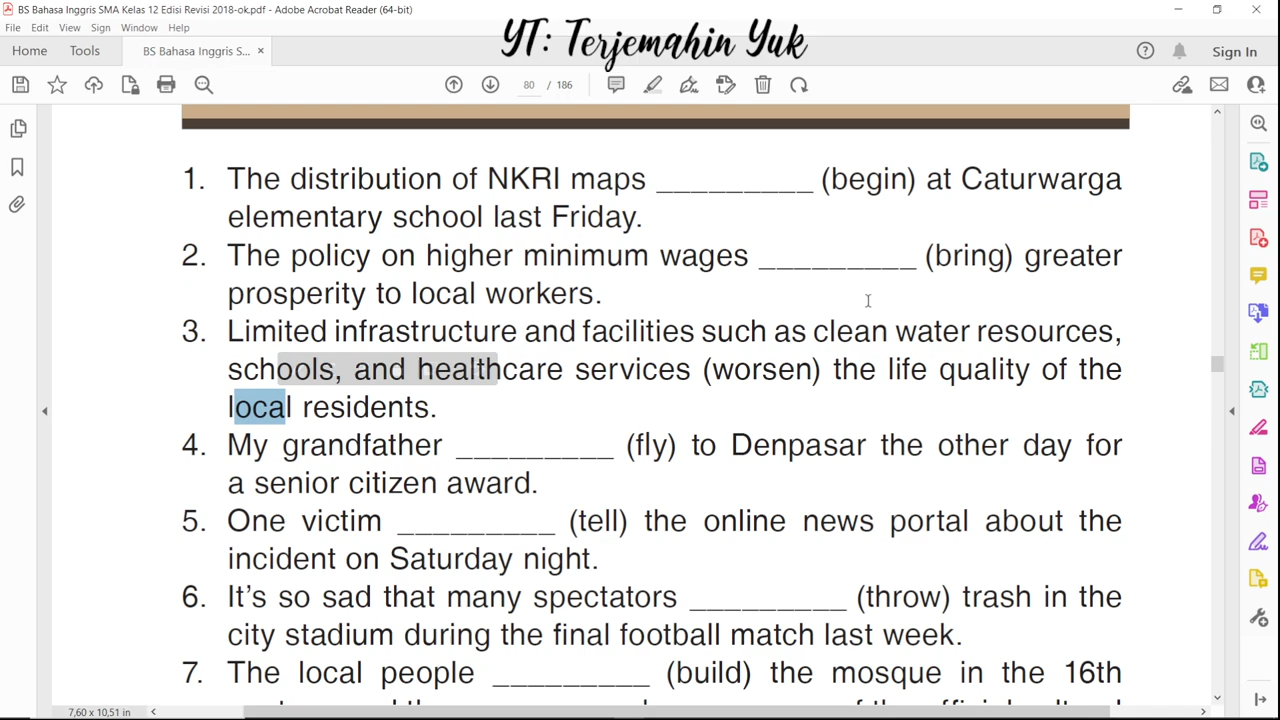 BS Bahasa Inggris SMA Kelas 12 Edisi Revisi 2018-ok.pdf - Adobe Acrobat Reader (64-bit)
YT: Terjemahin Yuk
File Edit View Sign Window Help
Home Tools BS Bahasa Inggris S... × Sign In
80 / 186
1. The distribution of NKRI maps _________ (begin) at Caturwarga
elementary school last Friday.
2. The policy on higher minimum wages _________ (bring) greater
prosperity to local workers.
3. Limited infrastructure and facilities such as clean water resources,
schools, and healthcare services (worsen) the life quality of the
local residents.
4. My grandfather _________ (fly) to Denpasar the other day for
a senior citizen award.
5. One victim _________ (tell) the online news portal about the
incident on Saturday night.
6. It's so sad that many spectators _________ (throw) trash in the
city stadium during the final football match last week.
7. The local people _________ (build) the mosque in the 16th
7,60 x 10,51 in